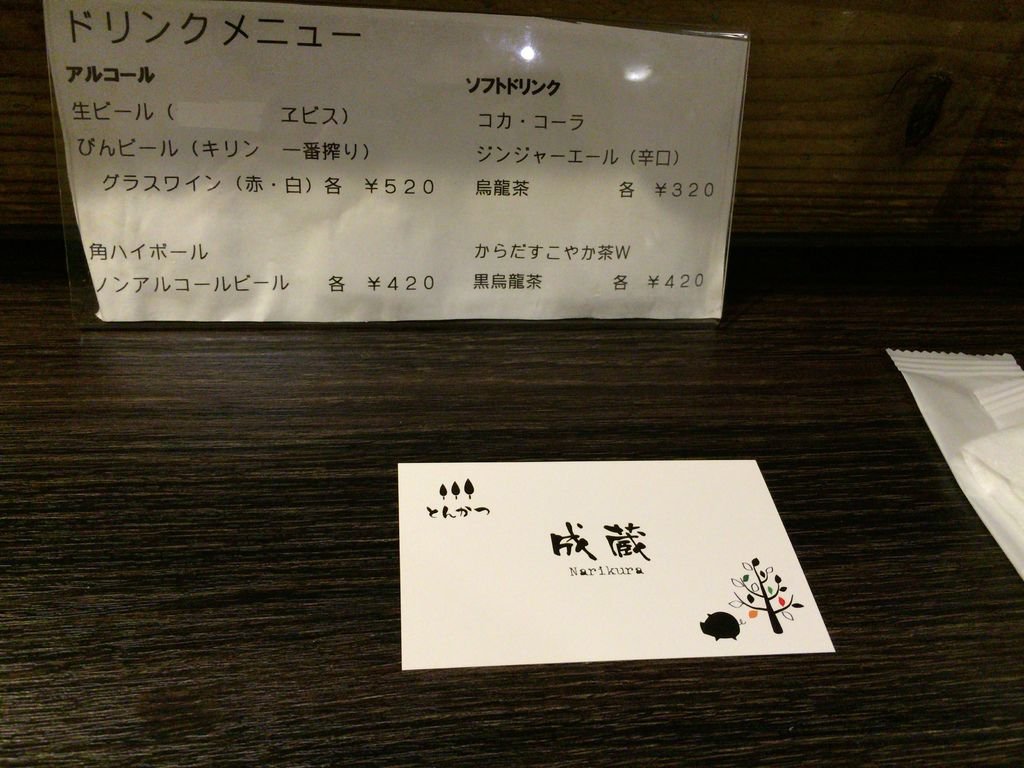 ドリンクメニュー
アルコール
生ビール（　　　ヱビス）
びんビール（キリン　一番搾り）
グラスワイン（赤・白）各　￥５２０
角ハイボール
ノンアルコールビール　各　￥４２０
ソフトドリンク
コカ・コーラ
ジンジャーエール（辛口）
烏龍茶　各　￥３２０
からだすこやか茶W
黒烏龍茶　各　￥４２０
とんかつ
成蔵
Narikura